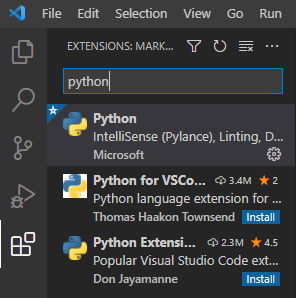 File Edit Selection View Go Run
EXTENSIONS: MARK...
python
Python
IntelliSense (Pylance), Linting, D...
Microsoft
Python for VSCo... 3.4M ★ 2
Python language extension for ...
Thomas Haakon Townsend Install
Python Extensi... 2.3M ★ 4.5
Popular Visual Studio Code ext...
Don Jayamanne Install